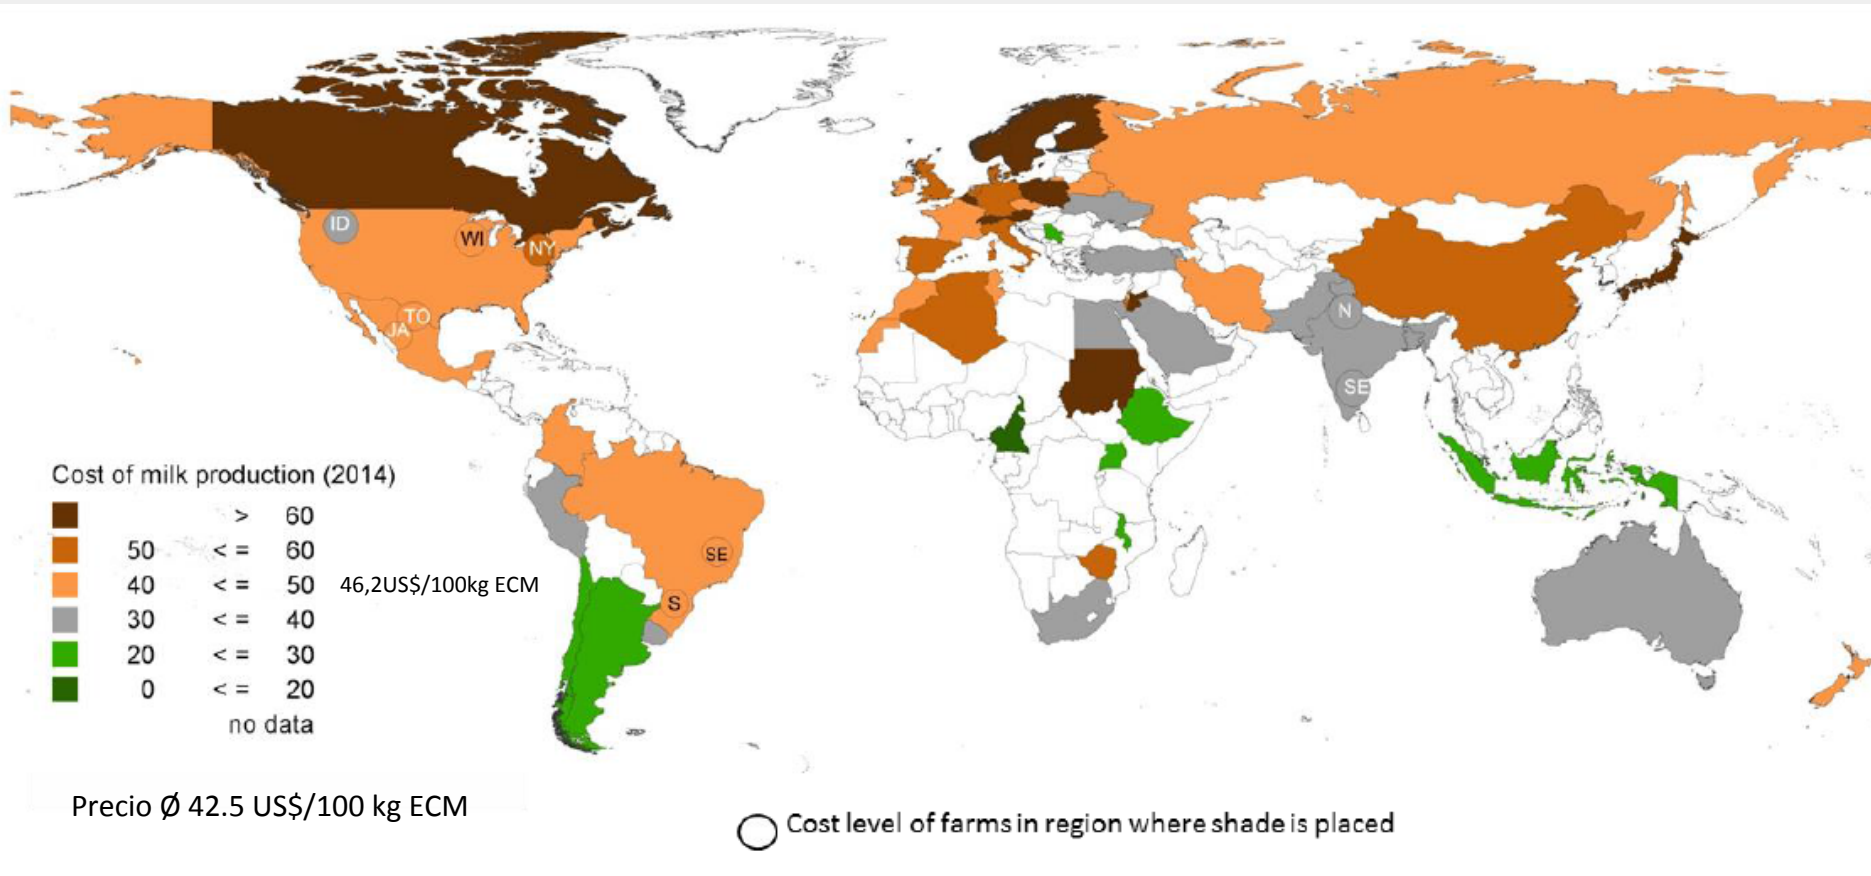 ID
WI
NY
TO
JA
N
SE
Cost of milk production (2014)
> 60
50 < = 60
40 < = 50 46,2US$/100kg ECM
30 < = 40
20 < = 30
0 < = 20
no data
SE
S
Precio Ø 42.5 US$/100 kg ECM
Cost level of farms in region where shade is placed